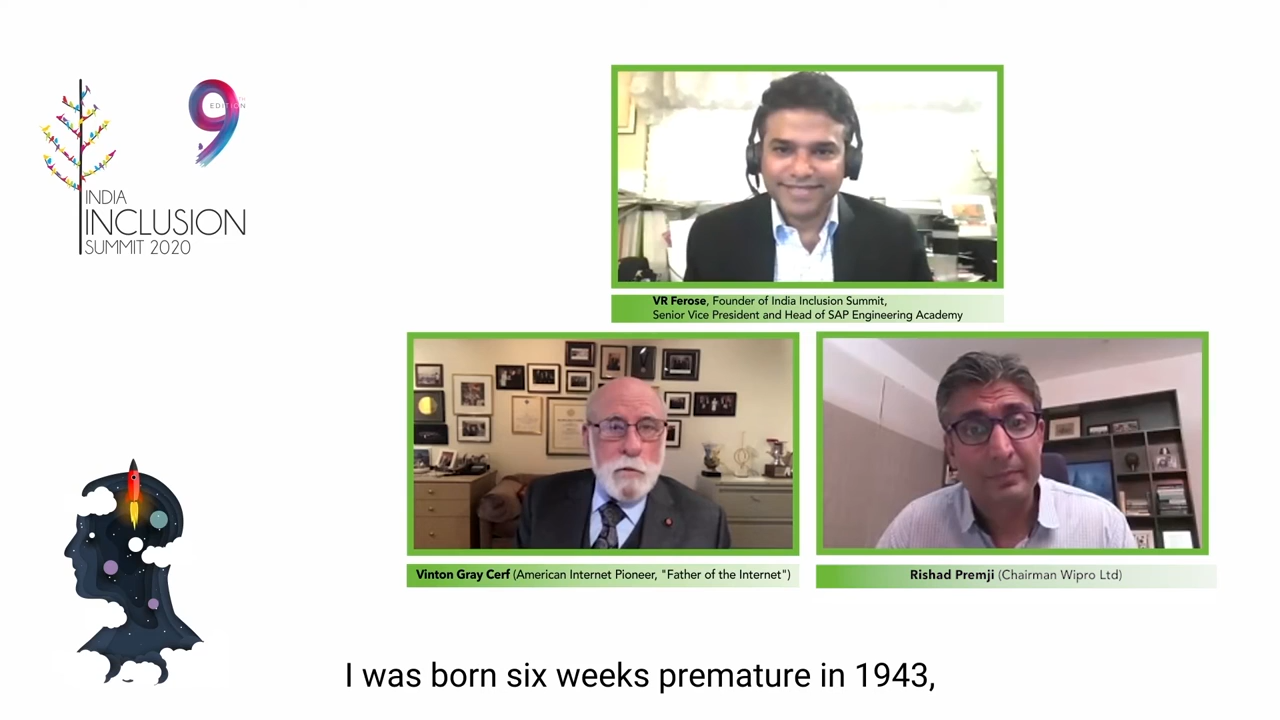 9
TH
EDITION
INDIA
INCLUSION
SUMMIT 2020
VR Ferose, Founder of India Inclusion Summit,
Senior Vice President and Head of SAP Engineering Academy
Vinton Gray Cerf (American Internet Pioneer, "Father of the Internet")
Rishad Premji (Chairman Wipro Ltd)
I was born six weeks premature in 1943,